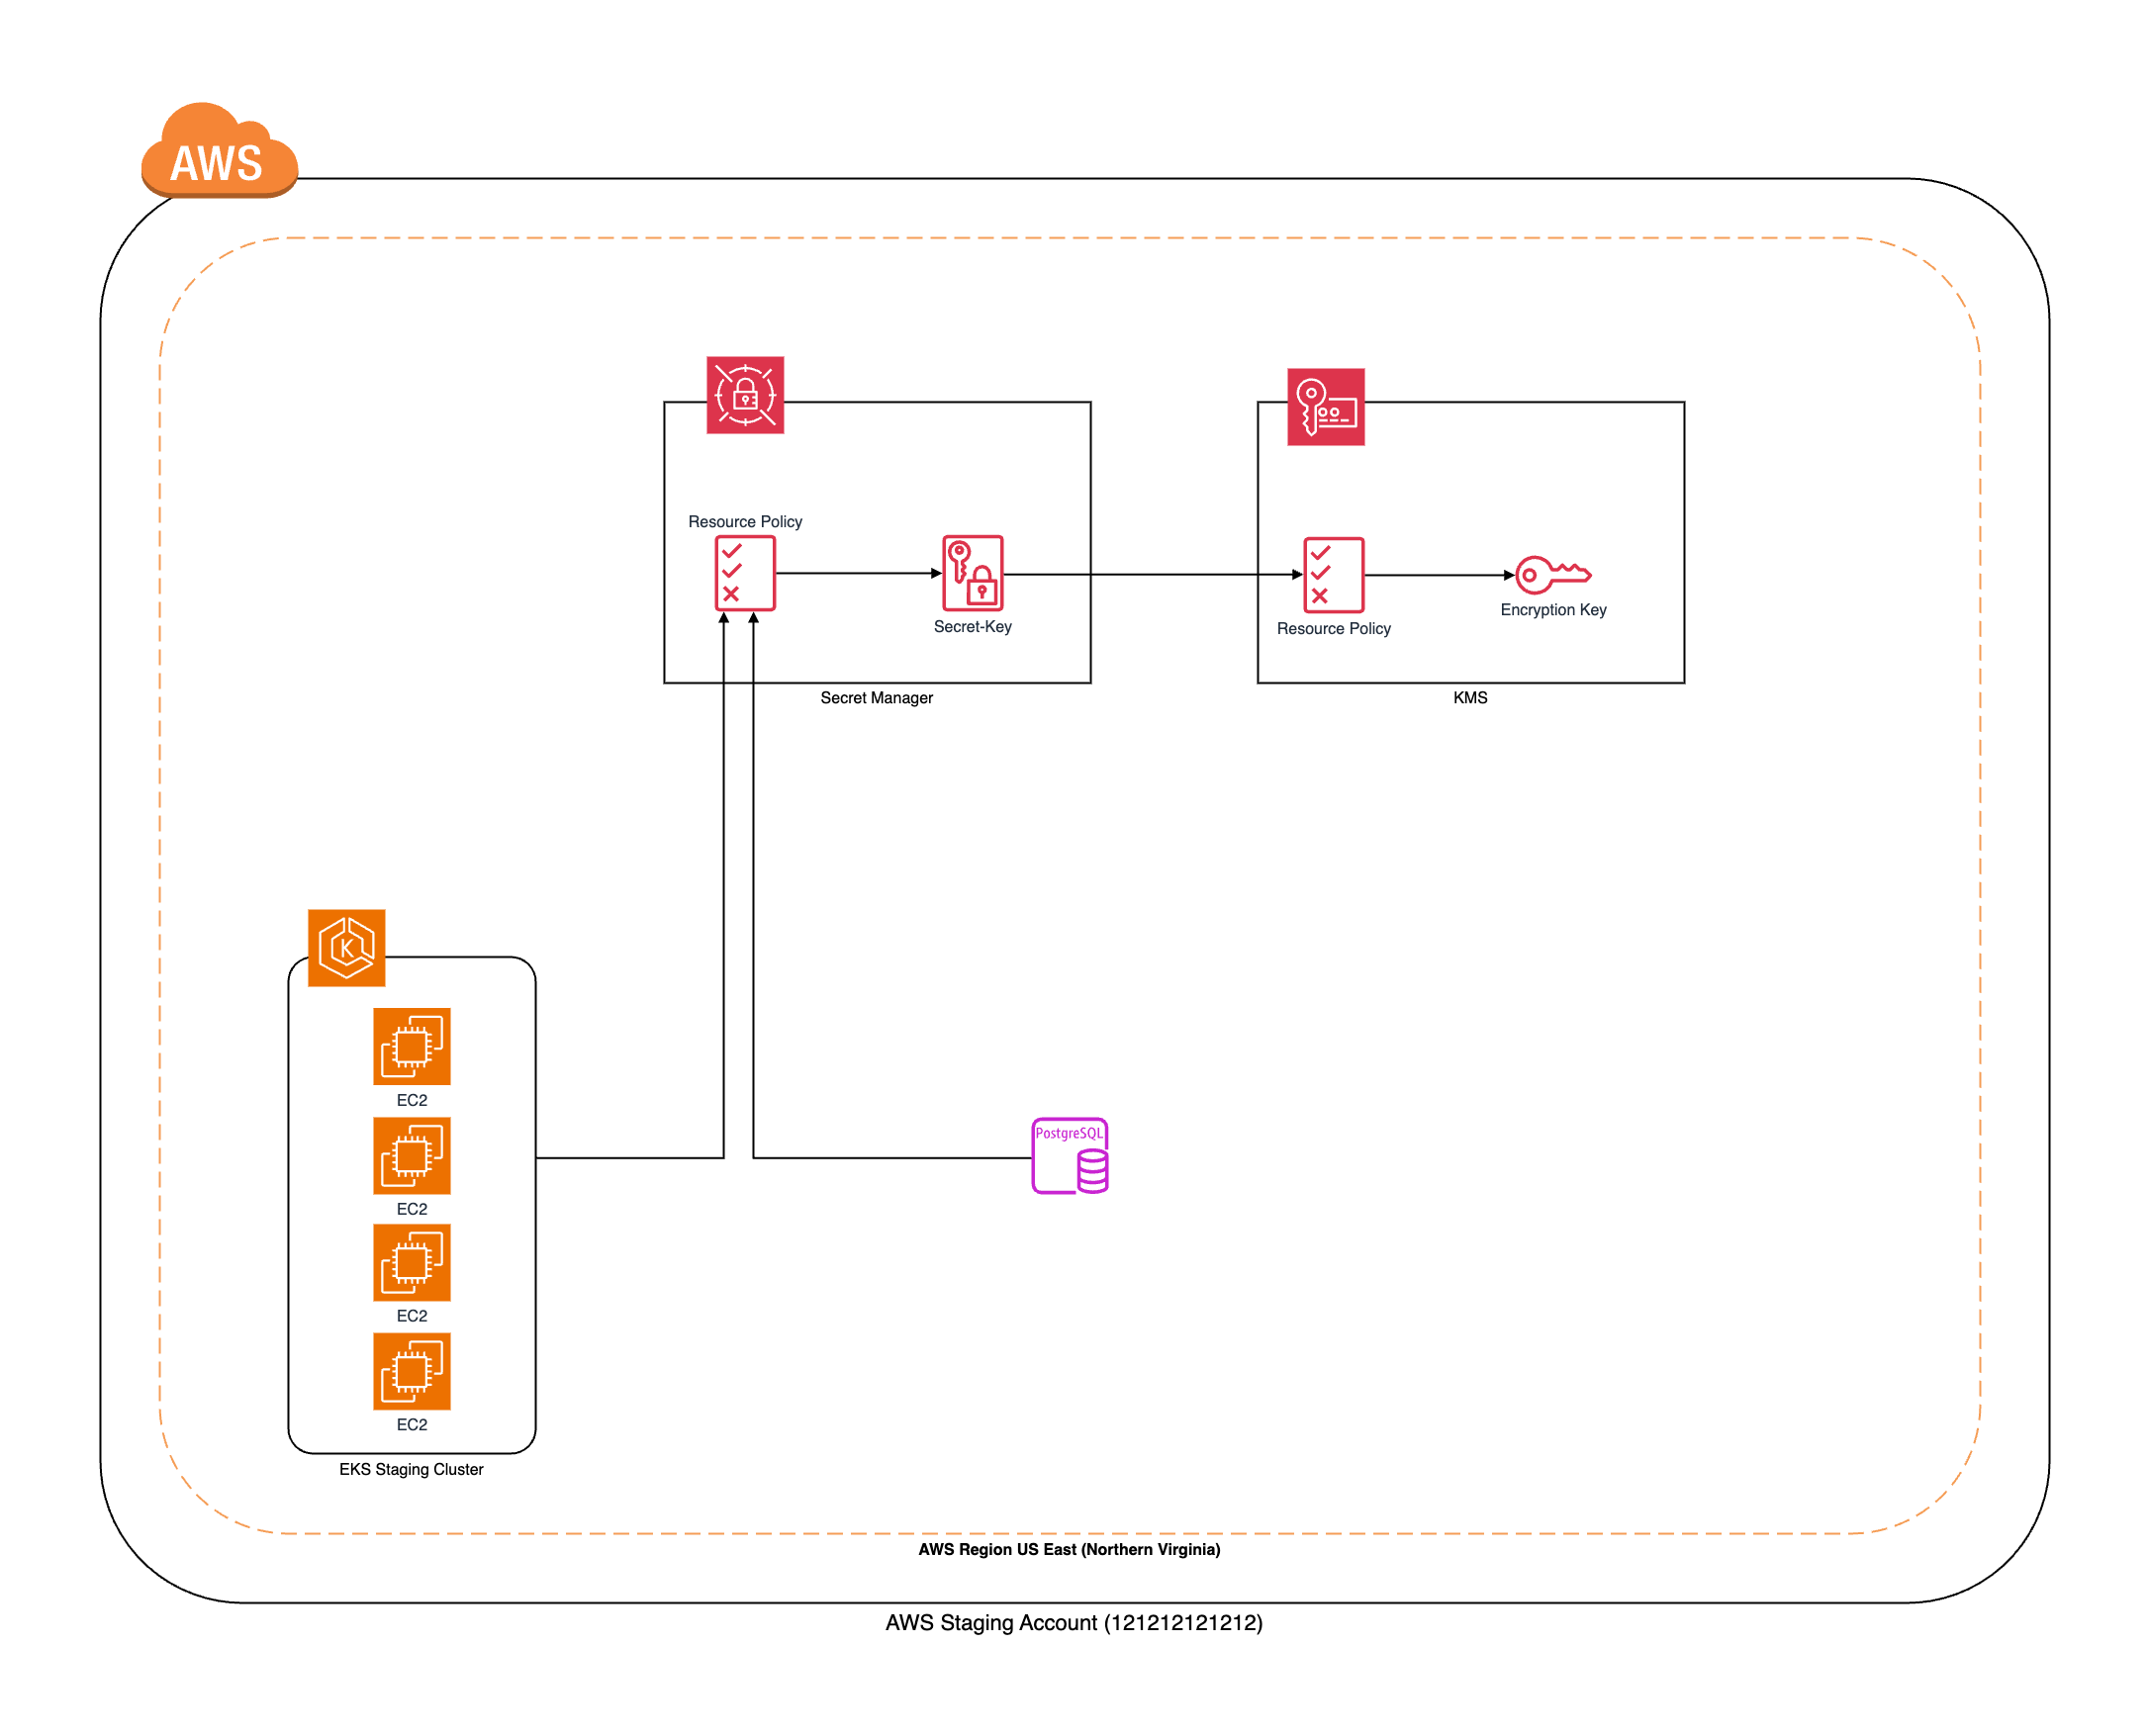 AWS
Resource Policy
Secret-Key
Secret Manager
Resource Policy
Encryption Key
KMS
K
EC2
EC2
EC2
EC2
EKS Staging Cluster
PostgreSQL
AWS Region US East (Northern Virginia)
AWS Staging Account (121212121212)